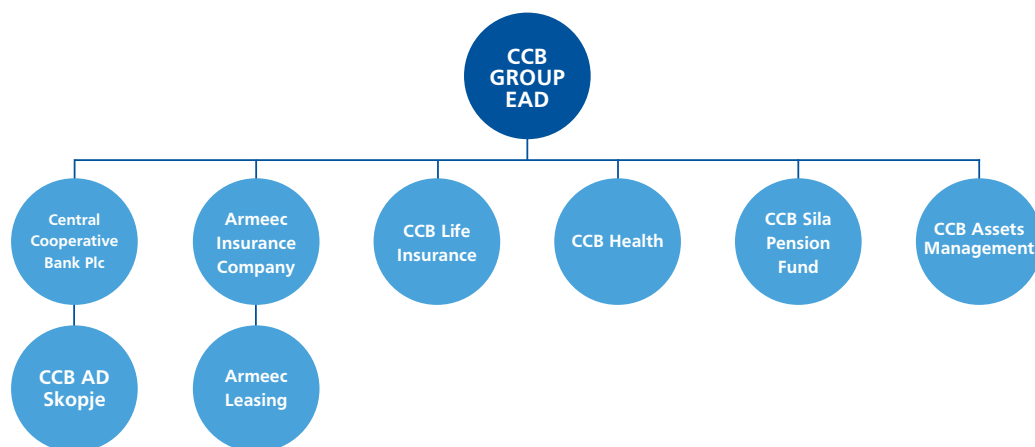 CCB
GROUP
EAD
Central
Cooperative
Bank Plc
Armeec
Insurance
Company
CCB Life
Insurance
CCB Health
CCB Sila
Pension
Fund
CCB Assets
Management
CCB AD
Skopje
Armeec
Leasing